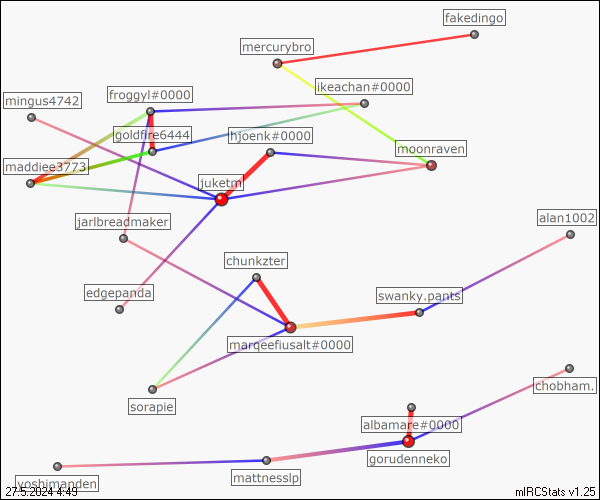 fakedingo
mercurybro
ikeachan#0000
froggyl#0000
mingus4742
goldfire6444
hjoenk#0000
moonraven
maddiee3773
juketm
jarlbreadmaker
alan1002
chunkzter
edgepanda
swanky.pants
marqeefiusalt#0000
chobham.
sorapie
albamare#0000
gorudenneko
mattnesslp
yoshimanden
27.5.2024 4:49
mIRCStats v1.25